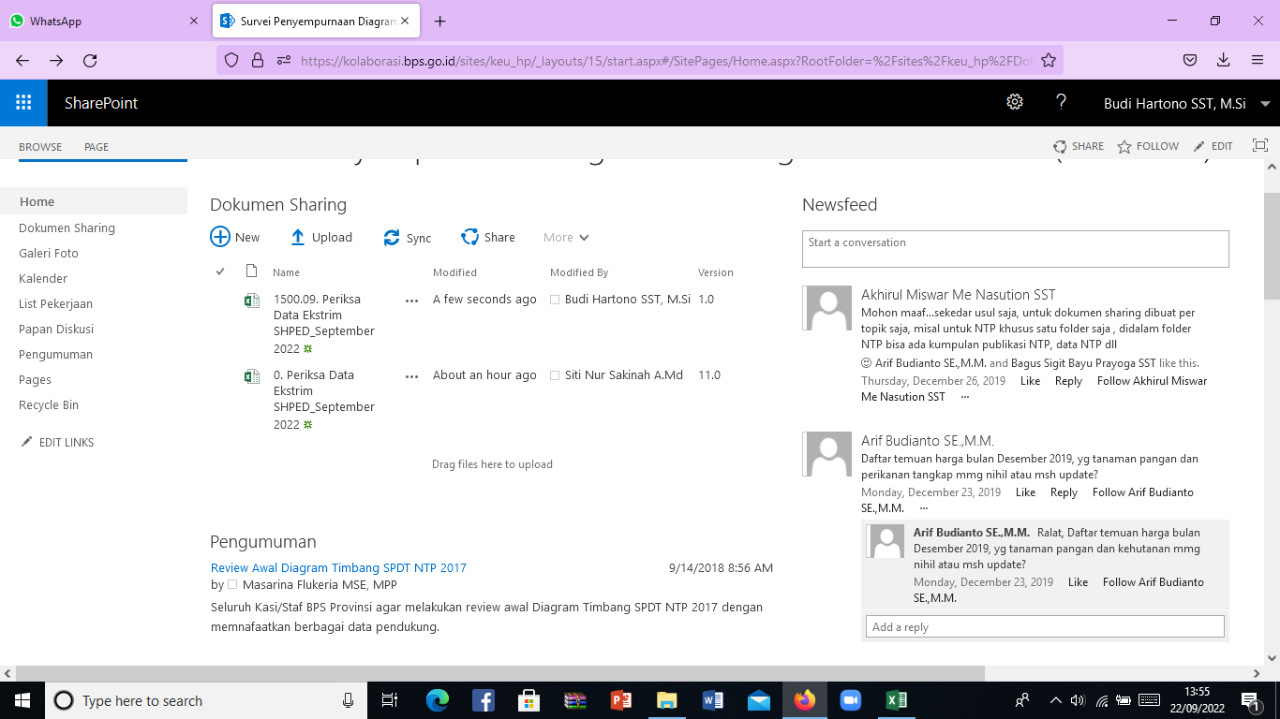 WhatsApp
Survei Penyempurnaan Diagram
https://kolaborasi.bps.go.id/sites/keu_hp/_layouts/15/start.aspx#/SitePages/Home.aspx?RootFolder=%2Fsites%2Fkeu_hp%2FDo
SharePoint
Budi Hartono SST, M.Si
BROWSE PAGE
SHARE FOLLOW EDIT
Home
Dokumen Sharing
Galeri Foto
Kalender
List Pekerjaan
Papan Diskusi
Pengumuman
Pages
Recycle Bin
EDIT LINKS
Dokumen Sharing
New Upload Sync Share More
Name Modified Modified By Version
1500.09. Periksa Data Ekstrim SHPED_September 2022 ... A few seconds ago Budi Hartono SST, M.Si 1.0
0. Periksa Data Ekstrim SHPED_September 2022 ... About an hour ago Siti Nur Sakinah A.Md 11.0
Drag files here to upload
Pengumuman
Review Awal Diagram Timbang SPDT NTP 2017 9/14/2018 8:56 AM
by Masarina Flukeria MSE, MPP
Seluruh Kasi/Staf BPS Provinsi agar melakukan review awal Diagram Timbang SPDT NTP 2017 dengan
memnafaatkan berbagai data pendukung.
Newsfeed
Start a conversation
Akhirul Miswar Me Nasution SST
Mohon maaf...sekedar usul saja, untuk dokumen sharing dibuat per
topik saja, misal untuk NTP khusus satu folder saja , didalam folder
NTP bisa ada kumpulan publikasi NTP, data NTP dll
Arif Budianto SE.,M.M. and Bagus Sigit Bayu Prayoga SST like this.
Thursday, December 26, 2019 Like Reply Follow Akhirul Miswar
Me Nasution SST ...
Arif Budianto SE.,M.M.
Daftar temuan harga bulan Desember 2019, yg tanaman pangan dan
perikanan tangkap mmg nihil atau msh update?
Monday, December 23, 2019 Like Reply Follow Arif Budianto
SE.,M.M. ...
Arif Budianto SE.,M.M. Ralat, Daftar temuan harga bulan
Desember 2019, yg tanaman pangan dan kehutanan mmg
nihil atau msh update?
Monday, December 23, 2019 Like Follow Arif Budianto
SE.,M.M.
Add a reply
Type here to search
13:55
22/09/2022
1